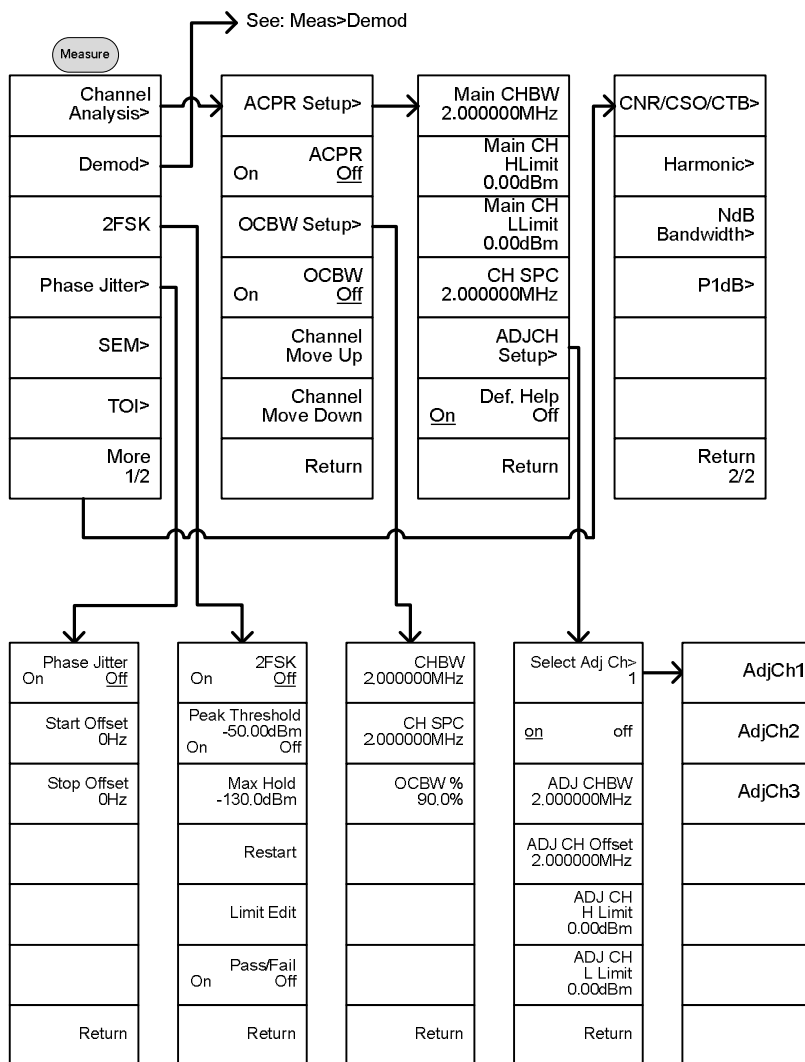 See: Meas>Demod
Measure
Channel
Analysis>
Demod>
2FSK
Phase Jitter>
SEM>
TOI>
More
1/2
ACPR Setup>
ACPR
On Off
OCBW Setup>
OCBW
On Off
Channel
Move Up
Channel
Move Down
Return
Main CHBW
2.000000MHz
Main CH
HLimit
0.00dBm
Main CH
LLimit
0.00dBm
CH SPC
2.000000MHz
ADJCH
Setup>
Def. Help
On Off
Return
CNR/CSO/CTB>
Harmonic>
NdB
Bandwidth>
P1dB>
Return
2/2
Phase Jitter
On Off
Start Offset
0Hz
Stop Offset
0Hz
Return
2FSK
On Off
Peak Threshold
-50.00dBm
On Off
Max Hold
-130.0dBm
Restart
Limit Edit
Pass/Fail
On Off
Return
CHBW
2.000000MHz
CH SPC
2.000000MHz
OCBW %
90.0%
Return
Select Adj Ch>
1
on off
ADJ CHBW
2.000000MHz
ADJ CH Offset
2.000000MHz
ADJ CH
H Limit
0.00dBm
ADJ CH
L Limit
0.00dBm
Return
AdjCh1
AdjCh2
AdjCh3